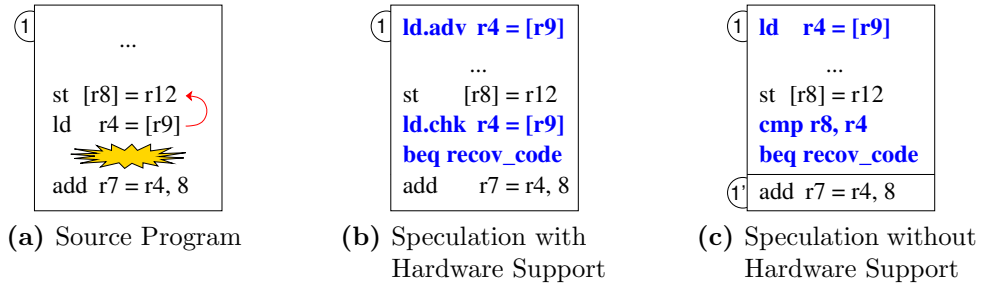 1
...
st [r8] = r12
ld r4 = [r9]
add r7 = r4, 8
(a) Source Program
1
ld.adv r4 = [r9]
...
st [r8] = r12
ld.chk r4 = [r9]
beq recov_code
add r7 = r4, 8
(b) Speculation with
Hardware Support
1
ld r4 = [r9]
...
st [r8] = r12
cmp r8, r4
beq recov_code
1' add r7 = r4, 8
(c) Speculation without
Hardware Support